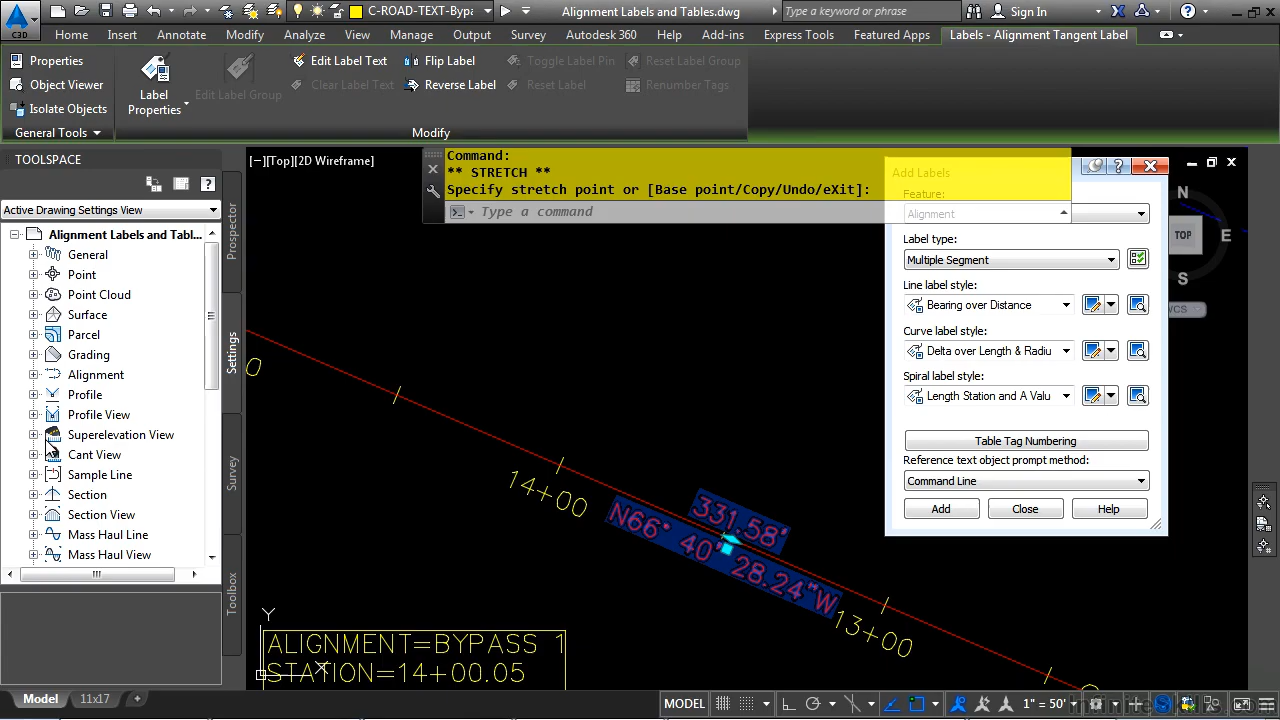 C3D
C-ROAD-TEXT-Bypa
Alignment Labels and Tables.dwg
Type a keyword or phrase
Sign In
Home
Insert
Annotate
Modify
Analyze
View
Manage
Output
Survey
Autodesk 360
Help
Add-ins
Express Tools
Featured Apps
Labels - Alignment Tangent Label
Properties
Object Viewer
Isolate Objects
General Tools
Label
Properties
Edit Label Group
Edit Label Text
Clear Label Text
Flip Label
Reverse Label
Toggle Label Pin
Reset Label
Reset Label Group
Renumber Tags
Modify
TOOLSPACE
Active Drawing Settings View
Alignment Labels and Tabl...
General
Point
Point Cloud
Surface
Parcel
Grading
Alignment
Profile
Profile View
Superelevation View
Cant View
Sample Line
Section
Section View
Mass Haul Line
Mass Haul View
Prospector
Settings
Survey
Toolbox
[−][Top][2D Wireframe]
Command:
** STRETCH **
Specify stretch point or [Base point/Copy/Undo/eXit]:
Type a command
Add Labels
Feature:
Alignment
Label type:
Multiple Segment
Line label style:
Bearing over Distance
Curve label style:
Delta over Length & Radiu
Spiral label style:
Length Station and A Valu
Table Tag Numbering
Reference text object prompt method:
Command Line
Add
Close
Help
N
TOP
E
S
WCS
14+00
331.58'
N66° 40' 28.24"W
13+00
Y
X
ALIGNMENT=BYPASS 1
STATION=14+00.05
Model
11x17
MODEL
1" = 50'